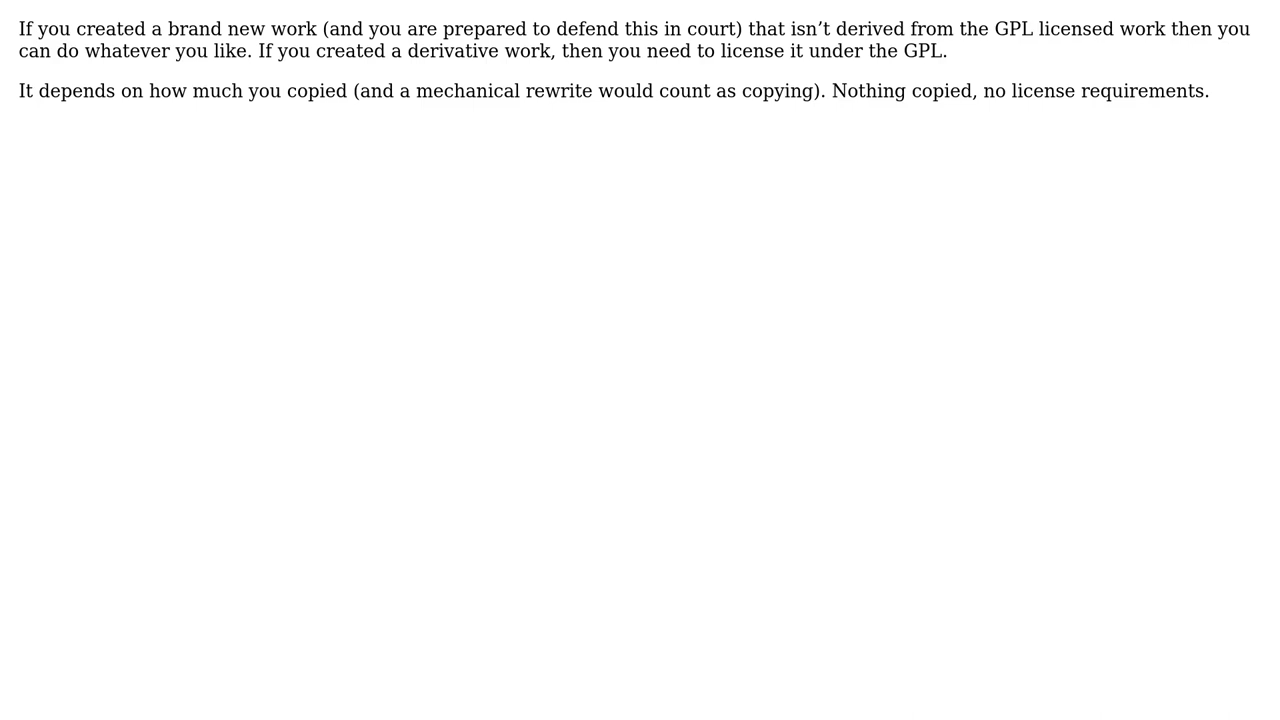 If you created a brand new work (and you are prepared to defend this in court) that isn’t derived from the GPL licensed work then you
can do whatever you like. If you created a derivative work, then you need to license it under the GPL.
It depends on how much you copied (and a mechanical rewrite would count as copying). Nothing copied, no license requirements.